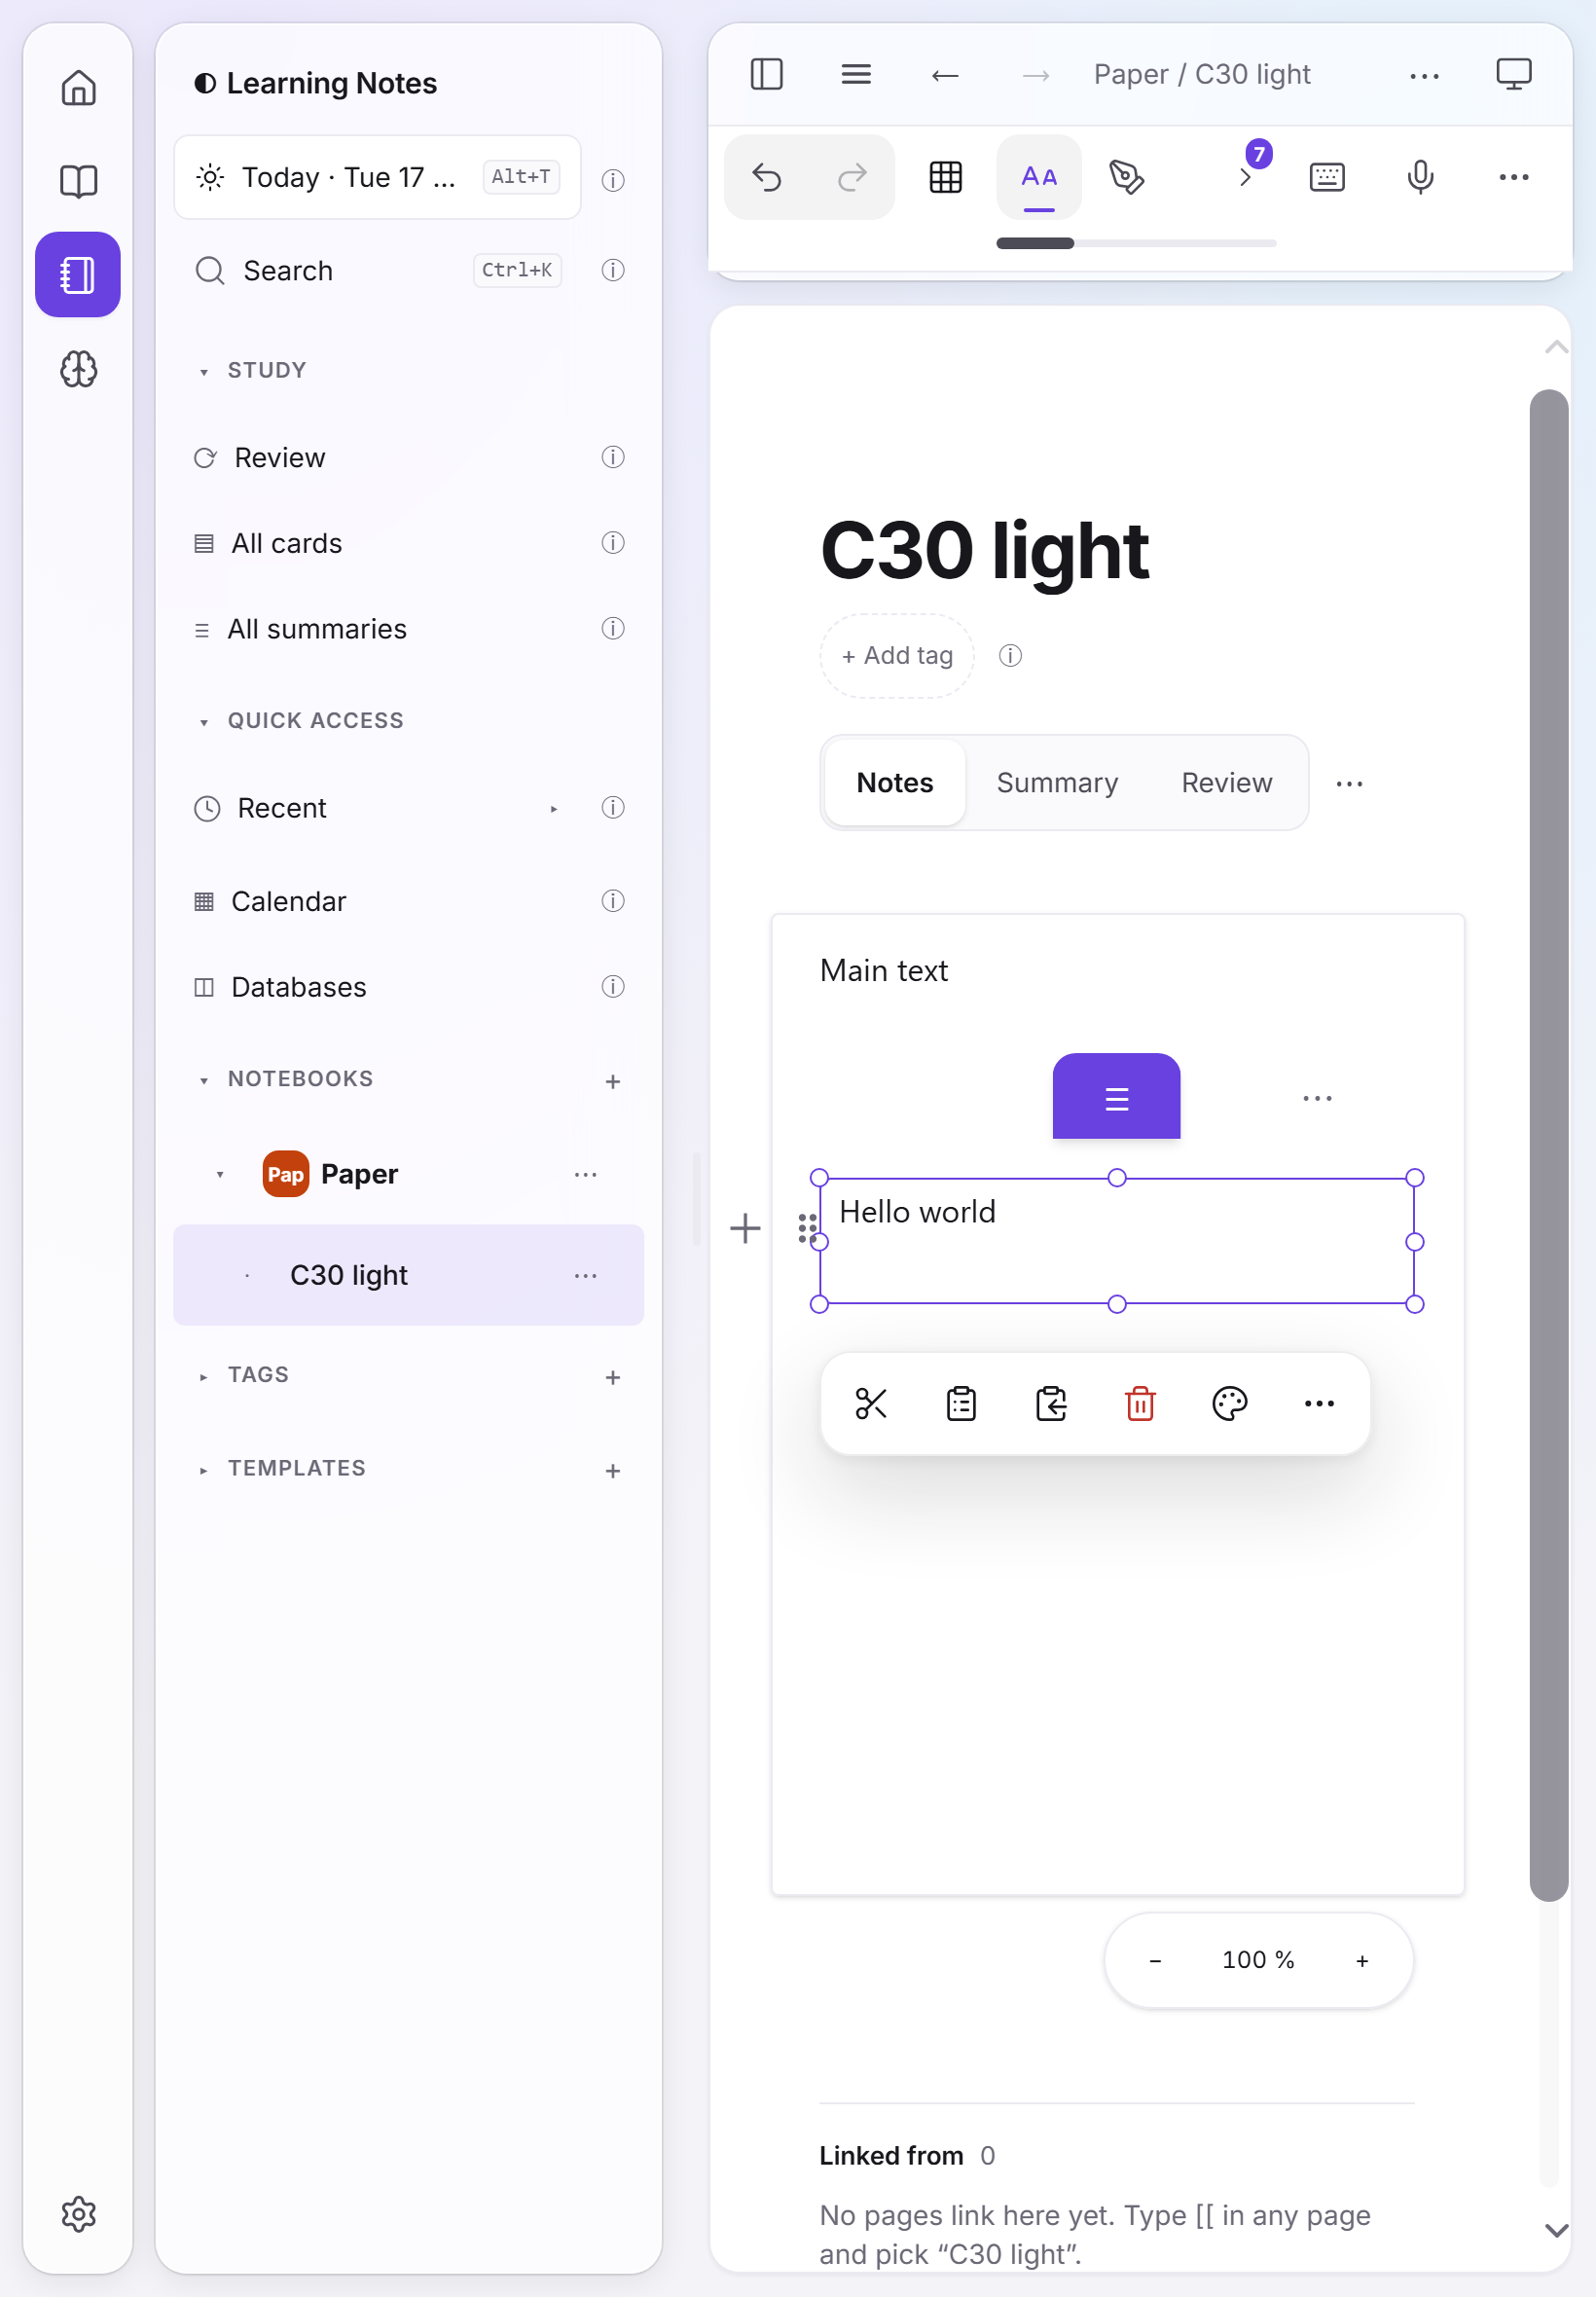 Learning Notes
Today · Tue 17 ...
Alt+T
Search
Ctrl+K
STUDY
Review
All cards
All summaries
QUICK ACCESS
Recent
Calendar
Databases
NOTEBOOKS
Pap
Paper
C30 light
TAGS
TEMPLATES
Paper / C30 light
7
C30 light
+ Add tag
Notes
Summary
Review
Main text
Hello world
− 100 % +
Linked from 0
No pages link here yet. Type [[ in any page
and pick “C30 light”.